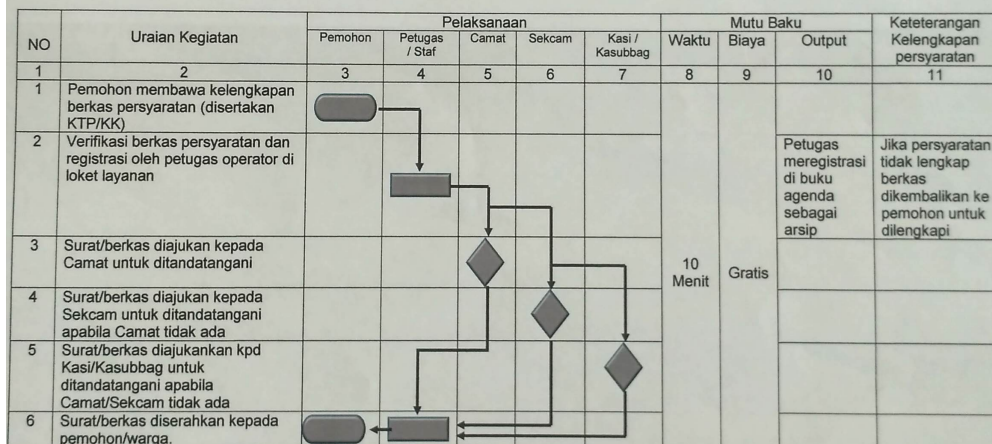 Pelaksanaan Mutu Baku Keteterangan
NO Uraian Kegiatan Pemohon Petugas Camat Sekcam Kasi / Waktu Biaya Output Kelengkapan
/ Staf Kasubbag persyaratan
1 2 3 4 5 6 7 8 9 10 11
1 Pemohon membawa kelengkapan
berkas persyaratan (disertakan
KTP/KK)
2 Verifikasi berkas persyaratan dan
registrasi oleh petugas operator di
loket layanan
Petugas
meregistrasi
di buku
agenda
sebagai
arsip
Jika persyaratan
tidak lengkap
berkas
dikembalikan ke
pemohon untuk
dilengkapi
3 Surat/berkas diajukan kepada
Camat untuk ditandatangani
10
Menit
Gratis
4 Surat/berkas diajukan kepada
Sekcam untuk ditandatangani
apabila Camat tidak ada
5 Surat/berkas diajukankan kpd
Kasi/Kasubbag untuk
ditandatangani apabila
Camat/Sekcam tidak ada
6 Surat/berkas diserahkan kepada
pemohon/warga.